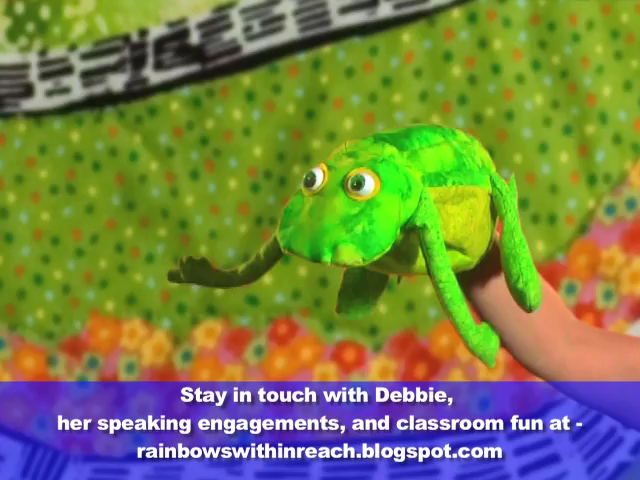 Stay in touch with Debbie,
her speaking engagements, and classroom fun at -
rainbowswithinreach.blogspot.com